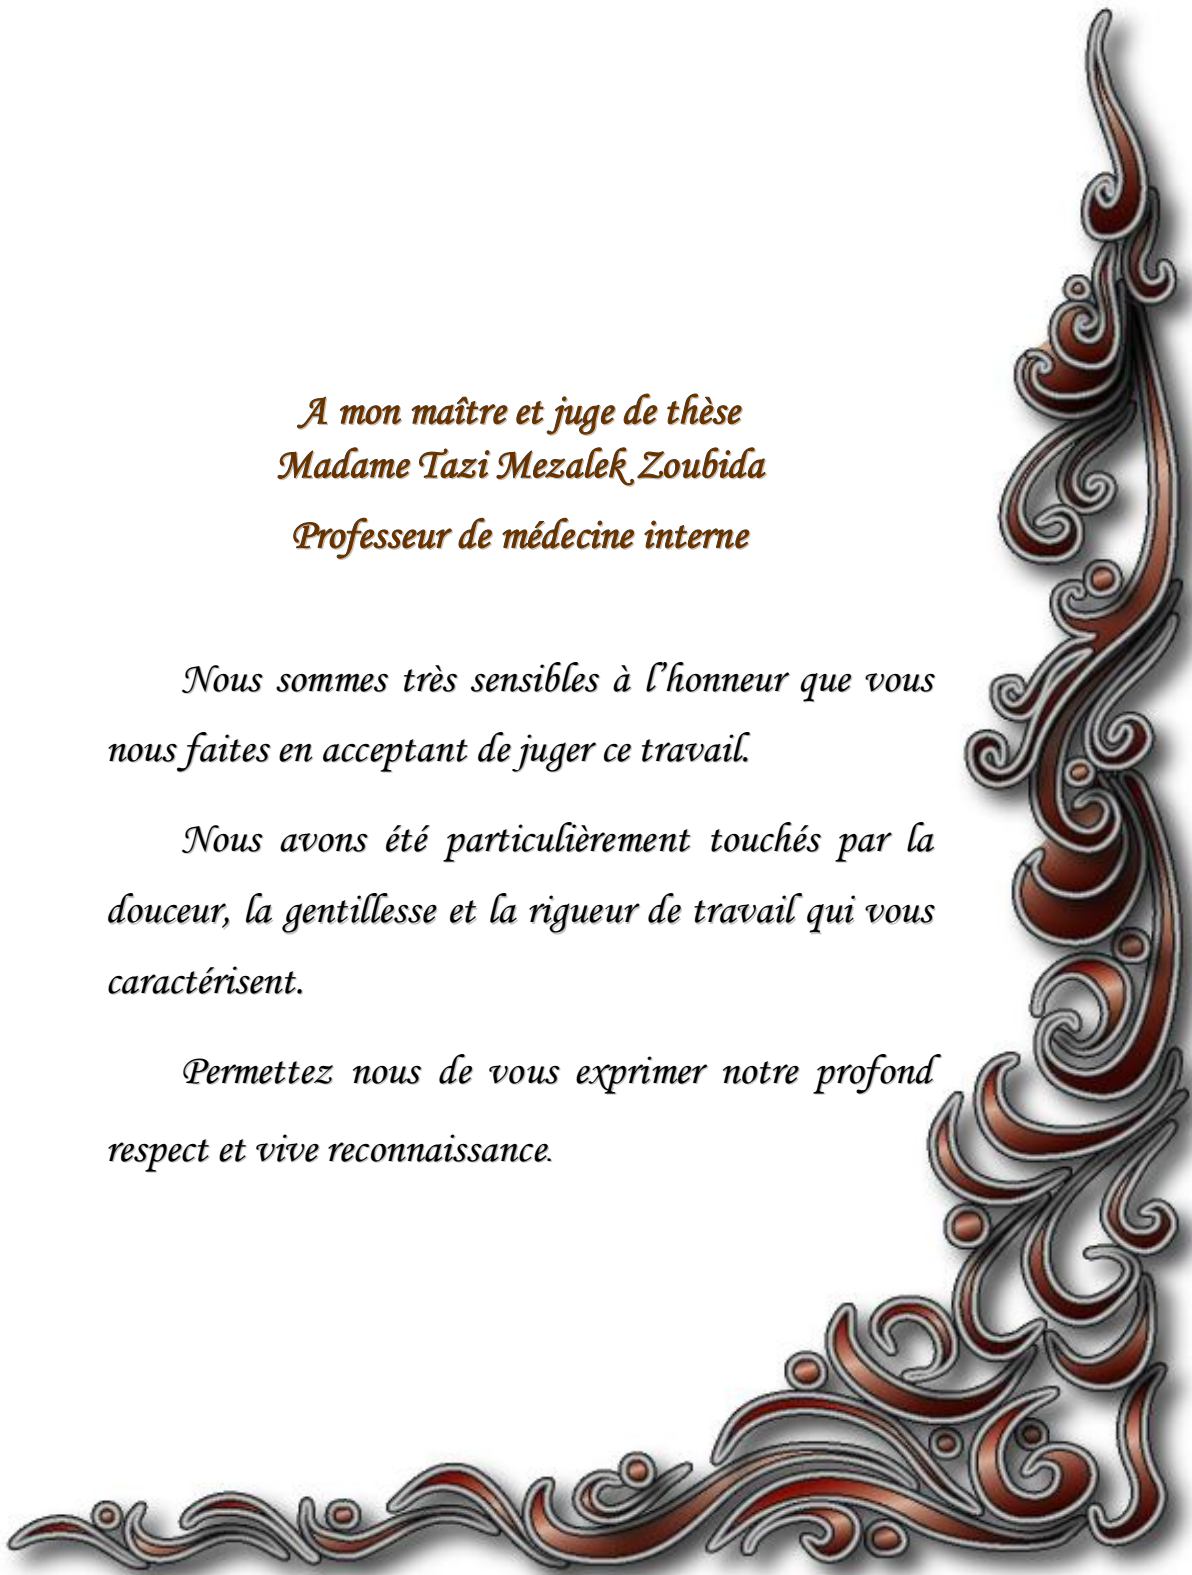 A mon maître et juge de thèse
Madame Tazi Mezalek Zoubida
Professeur de médecine interne
Nous sommes très sensibles à l’honneur que vous
nous faites en acceptant de juger ce travail.
Nous avons été particulièrement touchés par la
douceur, la gentillesse et la rigueur de travail qui vous
caractérisent.
Permettez nous de vous exprimer notre profond
respect et vive reconnaissance.